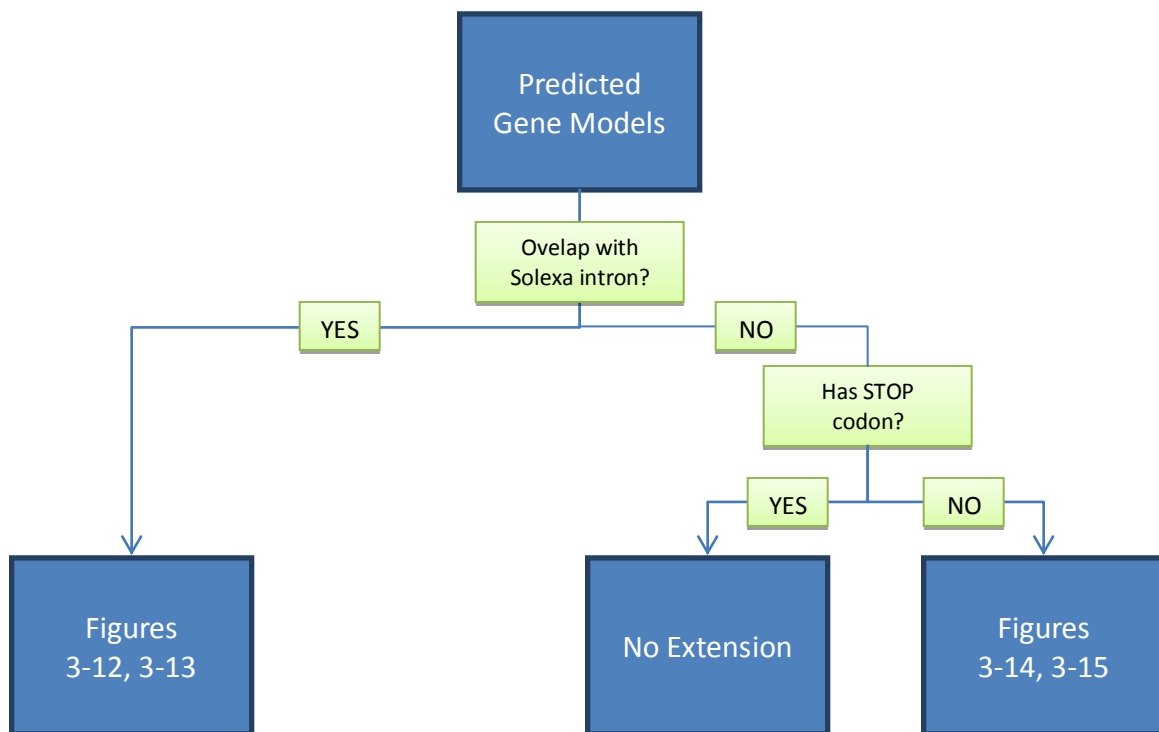 Predicted
Gene Models
Ovelap with
Solexa intron?
YES
NO
Has STOP
codon?
YES
NO
Figures
3-12, 3-13
No Extension
Figures
3-14, 3-15